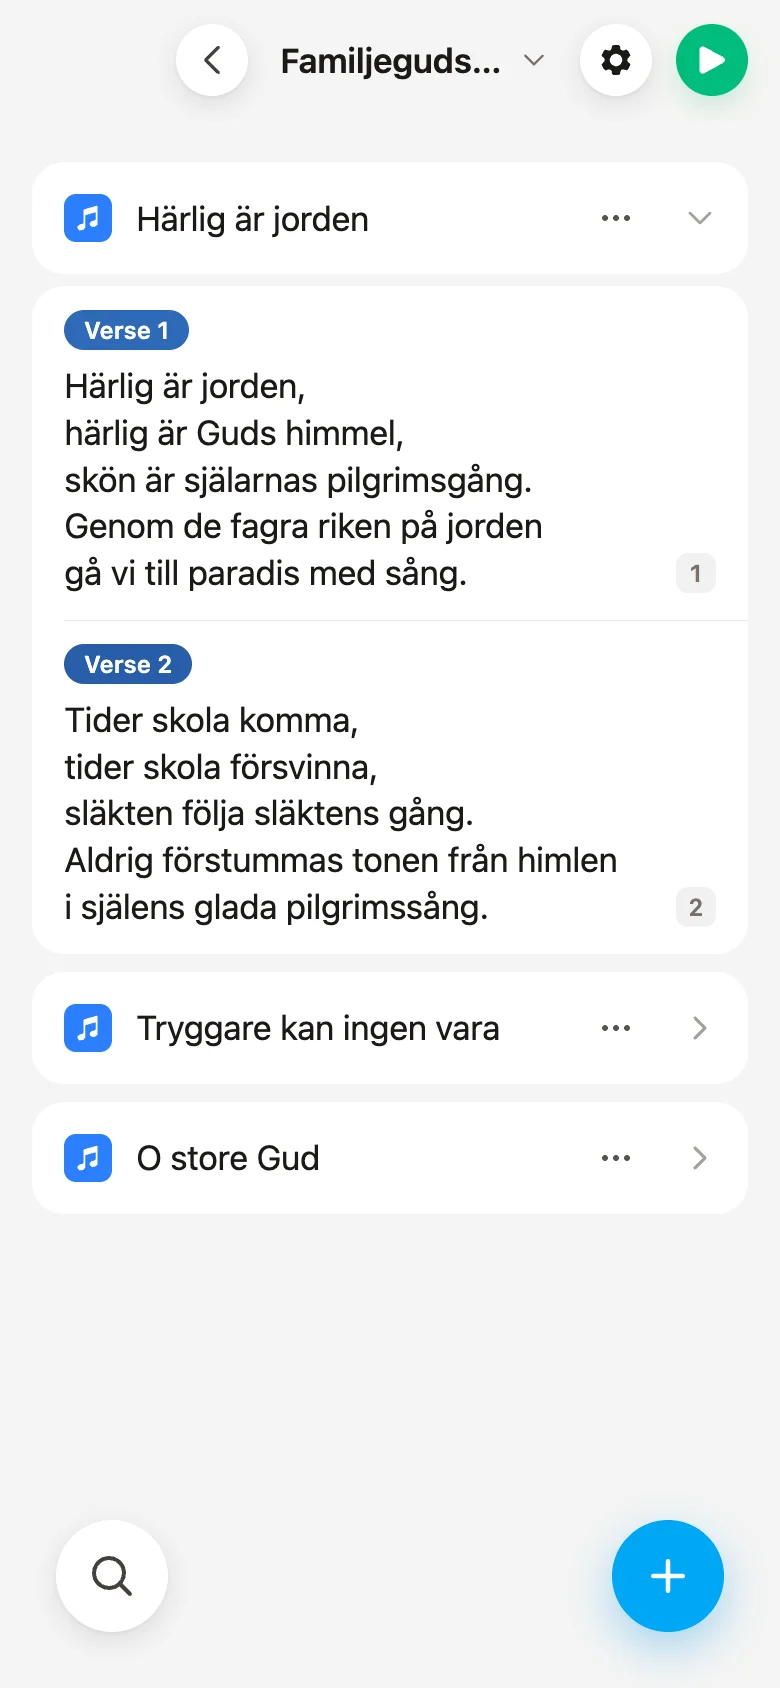 Familjeguds...
Härlig är jorden
Verse 1
Härlig är jorden,
härlig är Guds himmel,
skön är själarnas pilgrimsgång.
Genom de fagra riken på jorden
gå vi till paradis med sång.
1
Verse 2
Tider skola komma,
tider skola försvinna,
släkten följa släktens gång.
Aldrig förstummas tonen från himlen
i själens glada pilgrimssång.
2
Tryggare kan ingen vara
O store Gud